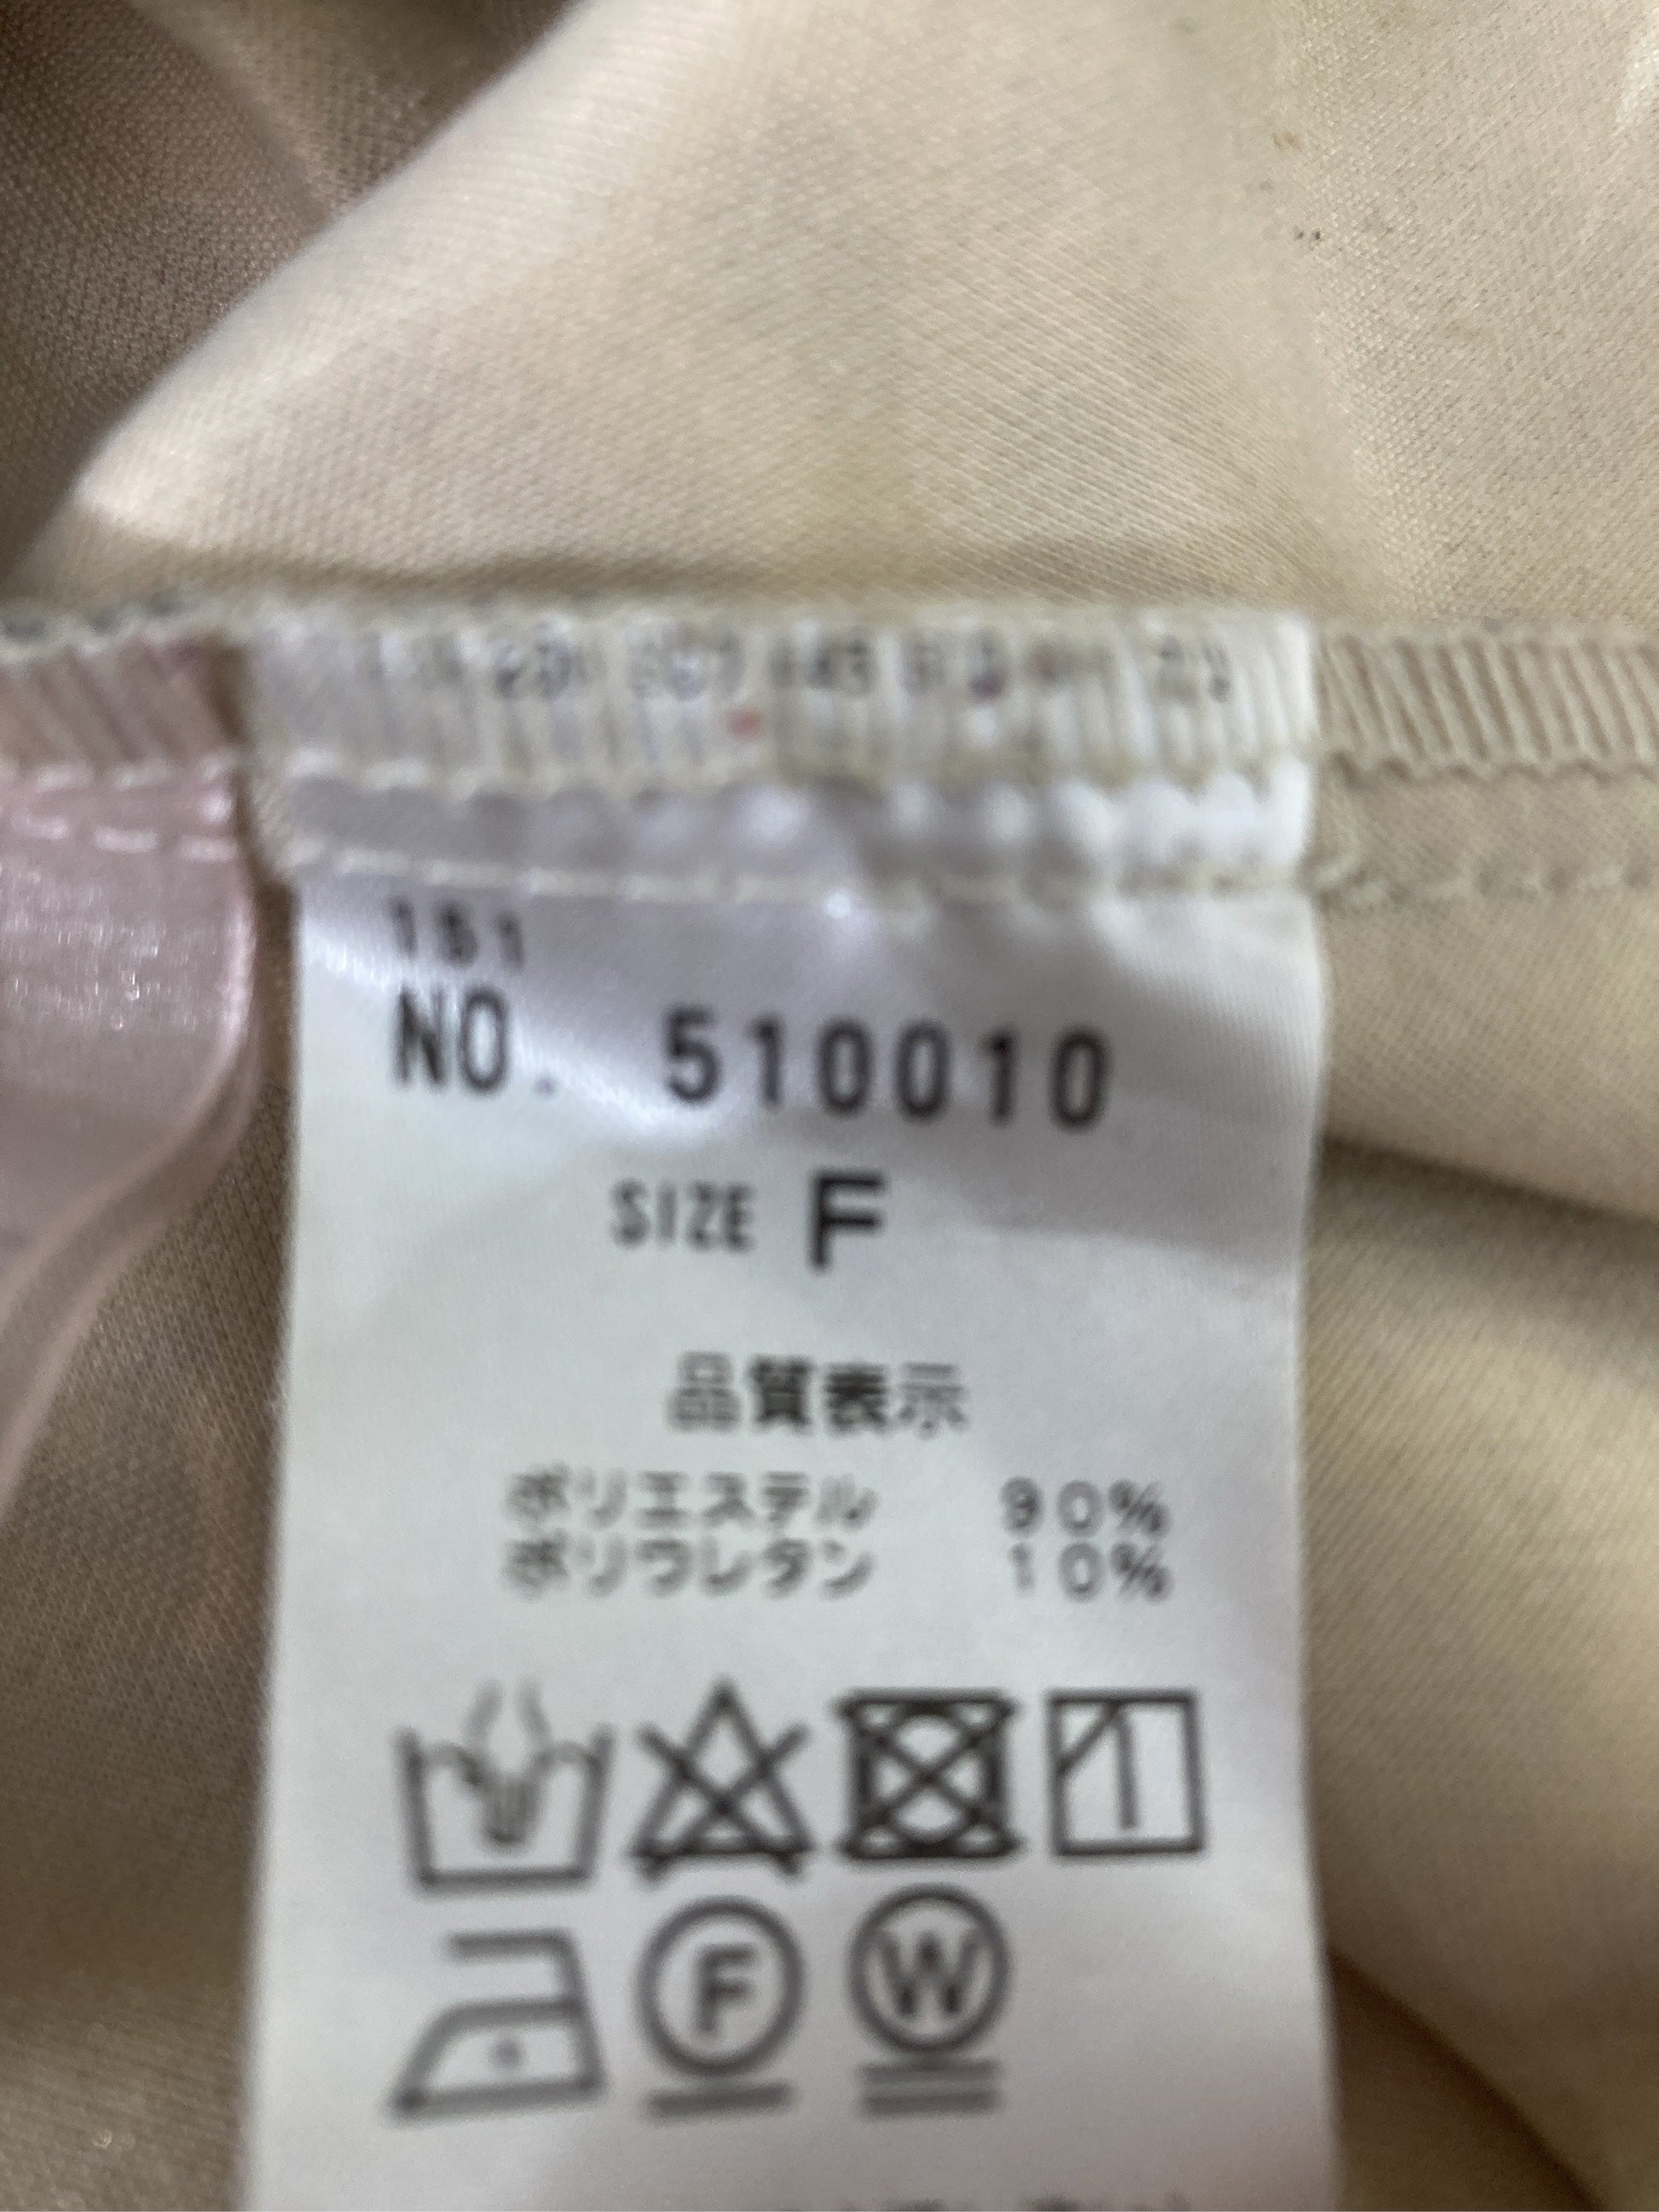 151
NO. 510010
SIZE F
品質表示
ポリエステル 90%
ポリウレタン 10%
F W